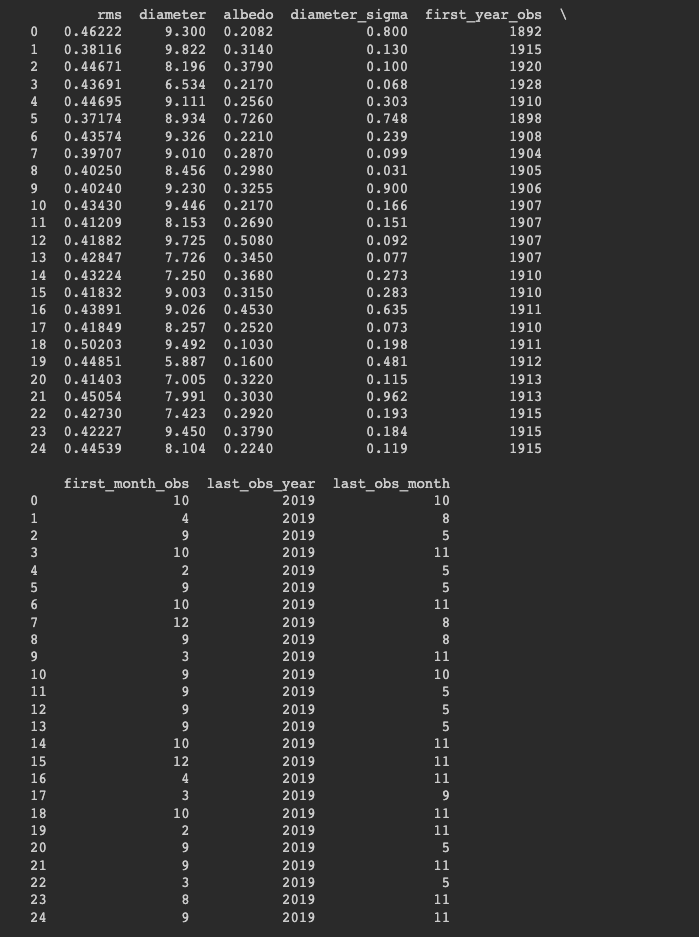 rms diameter albedo diameter_sigma first_year_obs \
0 0.46222 9.300 0.2082 0.800 1892
1 0.38116 9.822 0.3140 0.130 1915
2 0.44671 8.196 0.3790 0.100 1920
3 0.43691 6.534 0.2170 0.068 1928
4 0.44695 9.111 0.2560 0.303 1910
5 0.37174 8.934 0.7260 0.748 1898
6 0.43574 9.326 0.2210 0.239 1908
7 0.39707 9.010 0.2870 0.099 1904
8 0.40250 8.456 0.2980 0.031 1905
9 0.40240 9.230 0.3255 0.900 1906
10 0.43430 9.446 0.2170 0.166 1907
11 0.41209 8.153 0.2690 0.151 1907
12 0.41882 9.725 0.5080 0.092 1907
13 0.42847 7.726 0.3450 0.077 1907
14 0.43224 7.250 0.3680 0.273 1910
15 0.41832 9.003 0.3150 0.283 1910
16 0.43891 9.026 0.4530 0.635 1911
17 0.41849 8.257 0.2520 0.073 1910
18 0.50203 9.492 0.1030 0.198 1911
19 0.44851 5.887 0.1600 0.481 1912
20 0.41403 7.005 0.3220 0.115 1913
21 0.45054 7.991 0.3030 0.962 1913
22 0.42730 7.423 0.2920 0.193 1915
23 0.42227 9.450 0.3790 0.184 1915
24 0.44539 8.104 0.2240 0.119 1915
first_month_obs last_obs_year last_obs_month
0 10 2019 10
1 4 2019 8
2 9 2019 5
3 10 2019 11
4 2 2019 5
5 9 2019 5
6 10 2019 11
7 12 2019 8
8 9 2019 8
9 3 2019 11
10 9 2019 10
11 9 2019 5
12 9 2019 5
13 9 2019 5
14 10 2019 11
15 12 2019 11
16 4 2019 11
17 3 2019 9
18 10 2019 11
19 2 2019 11
20 9 2019 5
21 9 2019 11
22 3 2019 5
23 8 2019 11
24 9 2019 11